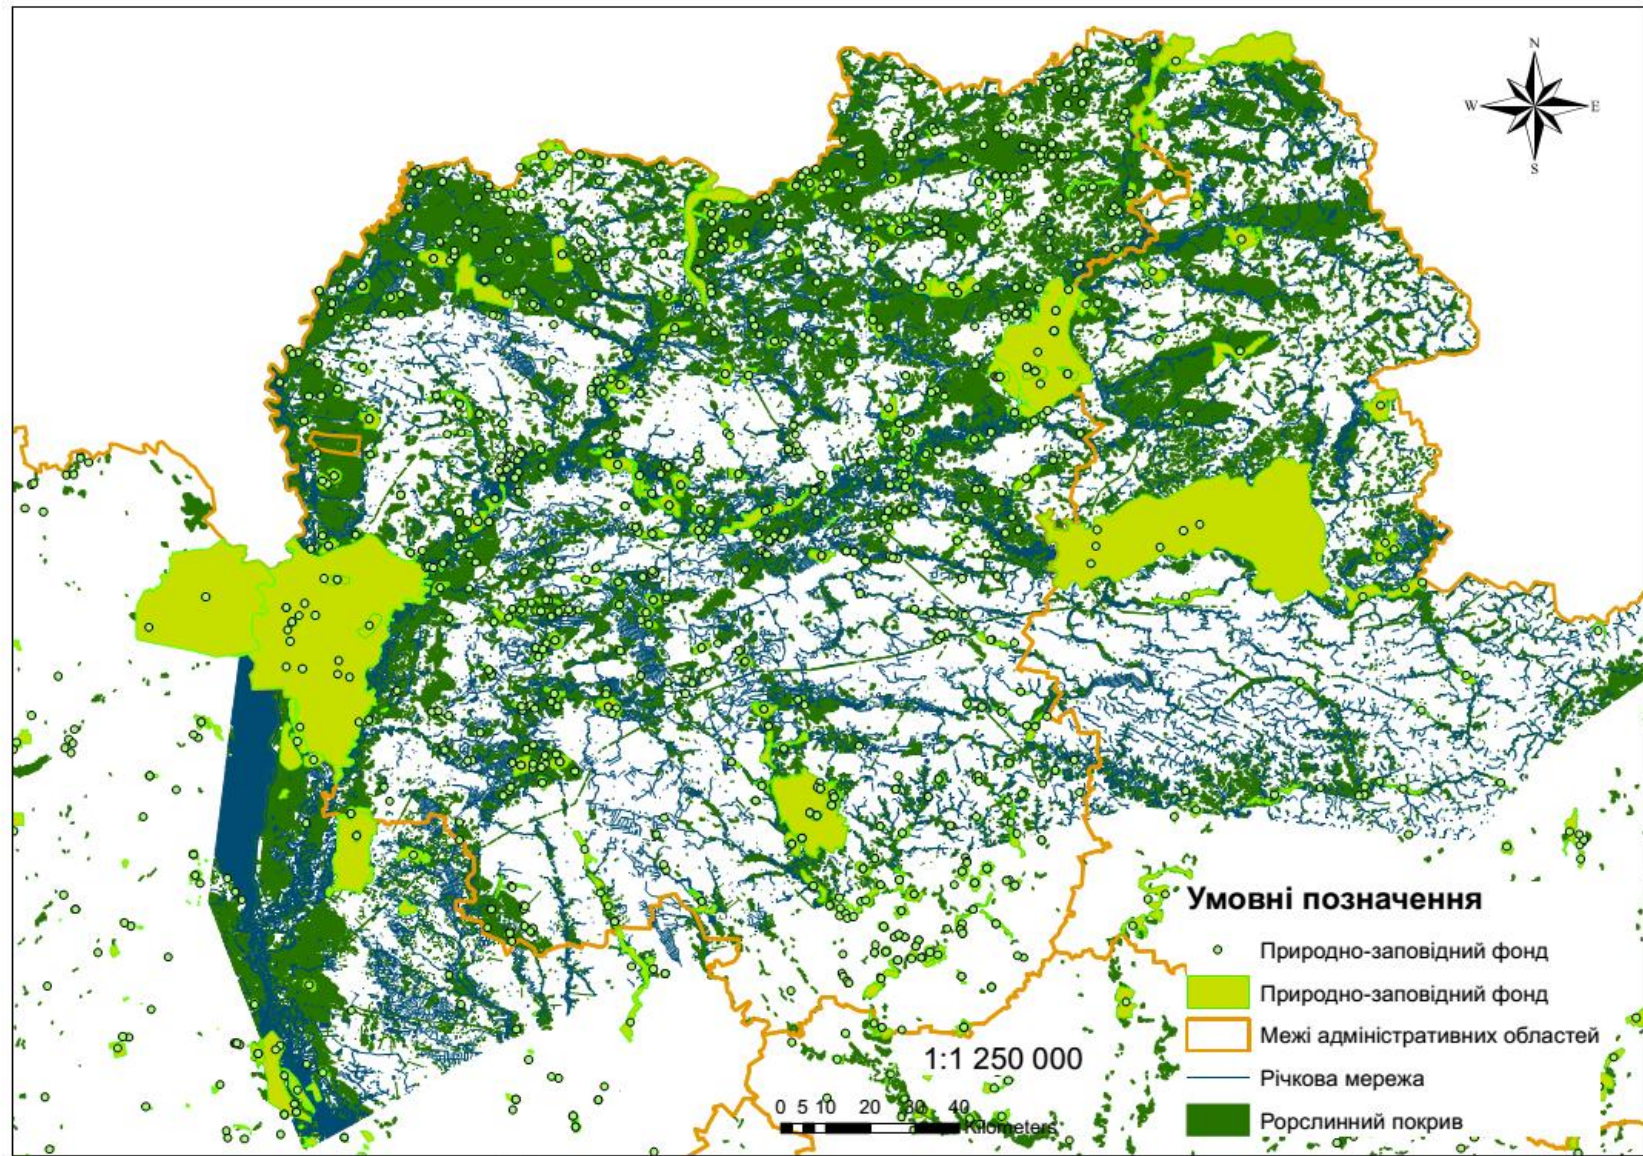 N
W E
S
Умовні позначення
Природно-заповідний фонд
Природно-заповідний фонд
Межі адміністративних областей
Річкова мережа
Рорслинний покрив
1:1 250 000
0 5 10 20 30 40
Kilometers